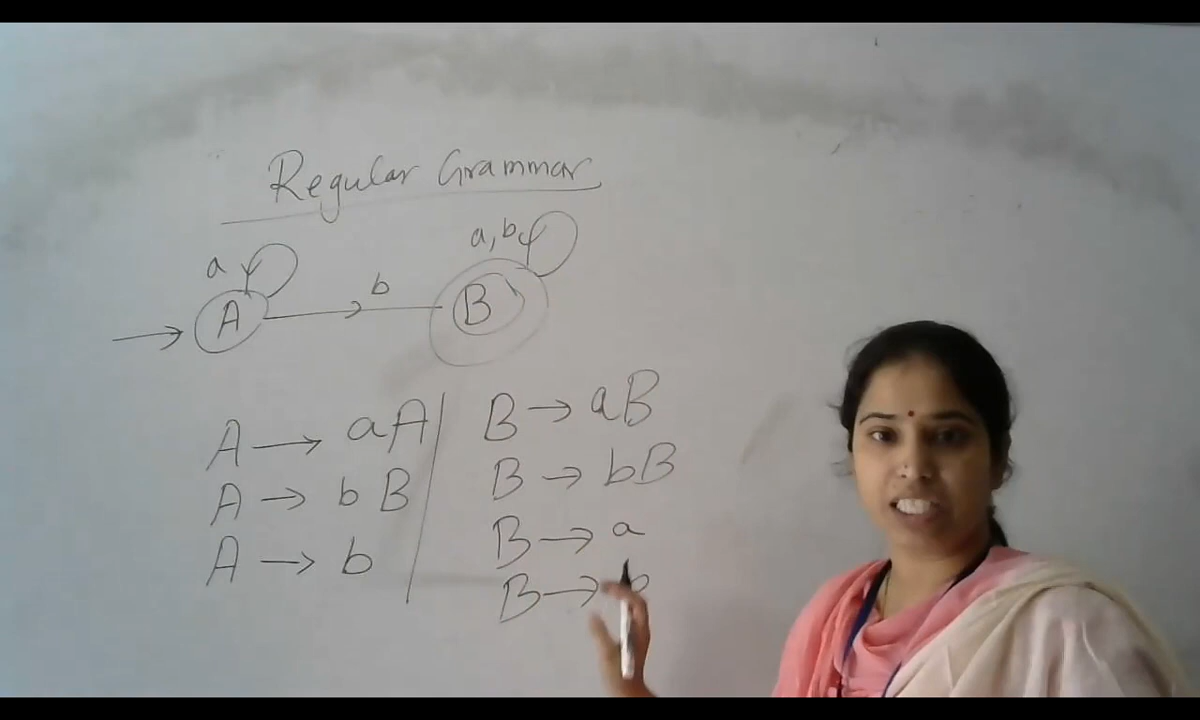 Regular Grammar
a
a, b
A
b
B
A → aA
A → bB
A → b
B → aB
B → bB
B → a
B →